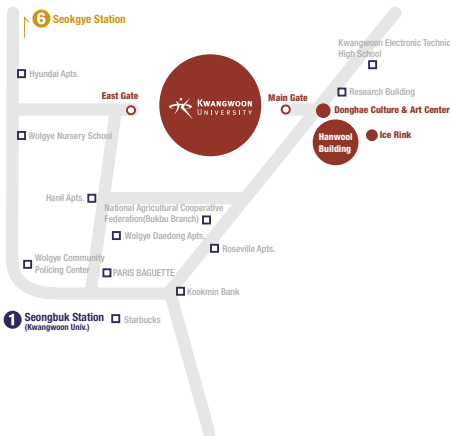 6 Seokgye Station
Kwangwoon Electronic Technic
High School
Hyundai Apts.
Research Building
East Gate
KWANGWOON
UNIVERSITY
Main Gate
Donghae Culture & Art Center
Wolgye Nursery School
Hanwool
Building
Ice Rink
Hanil Apts.
National Agricultural Cooperative
Federation(Bukbu Branch)
Wolgye Daedong Apts.
Roseville Apts.
Wolgye Community
Policing Center
PARIS BAGUETTE
Kookmin Bank
1 Seongbuk Station
(Kwangwoon Univ.)
Starbucks